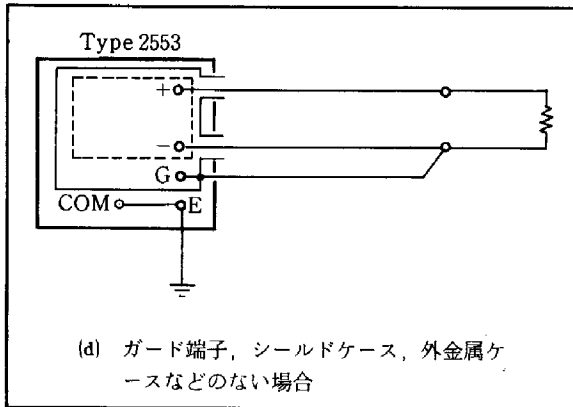 Type 2553
+
−
G
COM
E
(d) ガード端子，シールドケース，外金属ケ
ースなどのない場合